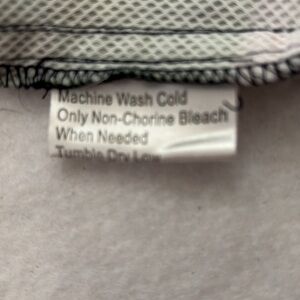 Machine Wash Cold
Only Non-Chorine Bleach
When Needed
Tumble Dry Low